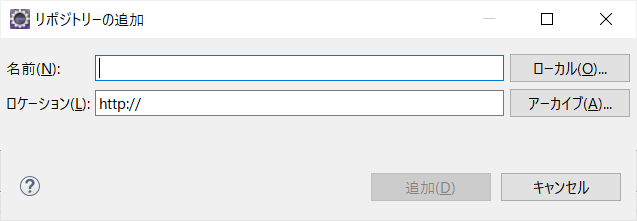 リポジトリーの追加
名前(N):
ローカル(O)...
ロケーション(L): http://
アーカイブ(A)...
?
追加(D)
キャンセル